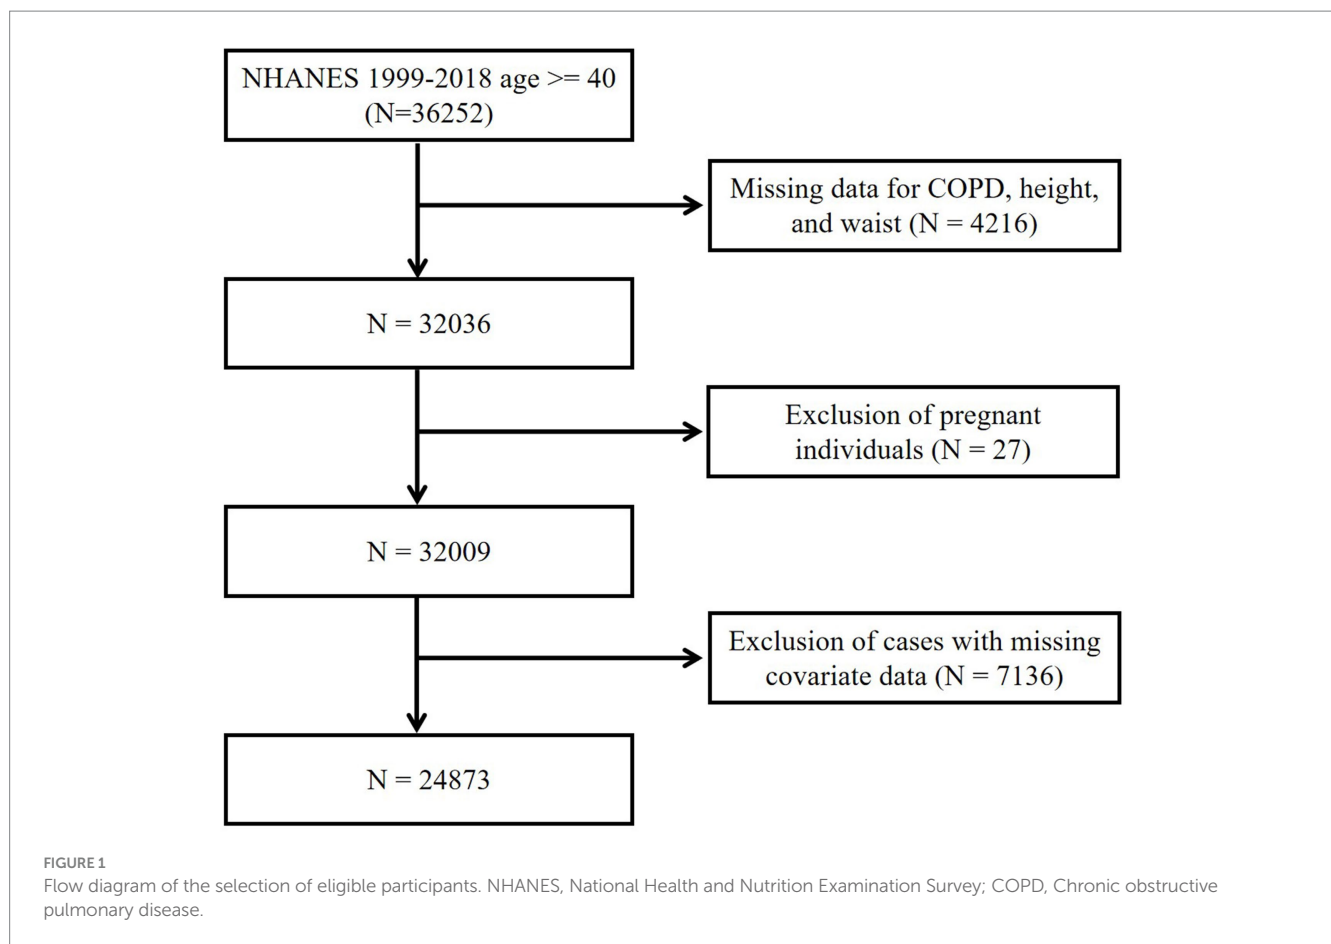 NHANES 1999-2018 age >= 40
(N=36252)
Missing data for COPD, height,
and waist (N = 4216)
N = 32036
Exclusion of pregnant
individuals (N = 27)
N = 32009
Exclusion of cases with missing
covariate data (N = 7136)
N = 24873
FIGURE 1
Flow diagram of the selection of eligible participants. NHANES, National Health and Nutrition Examination Survey; COPD, Chronic obstructive
pulmonary disease.